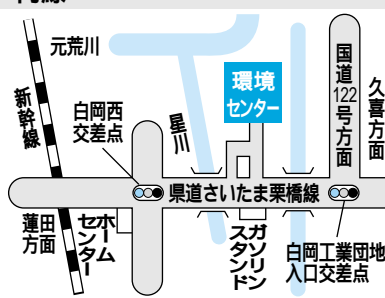 元荒川
新幹線
白岡西
交差点
星川
環境
センター
国道122号方面
久喜方面
県道さいたま栗橋線
蓮田
方面
ホーム
センター
ガソリン
スタンド
白岡工業団地
入口交差点